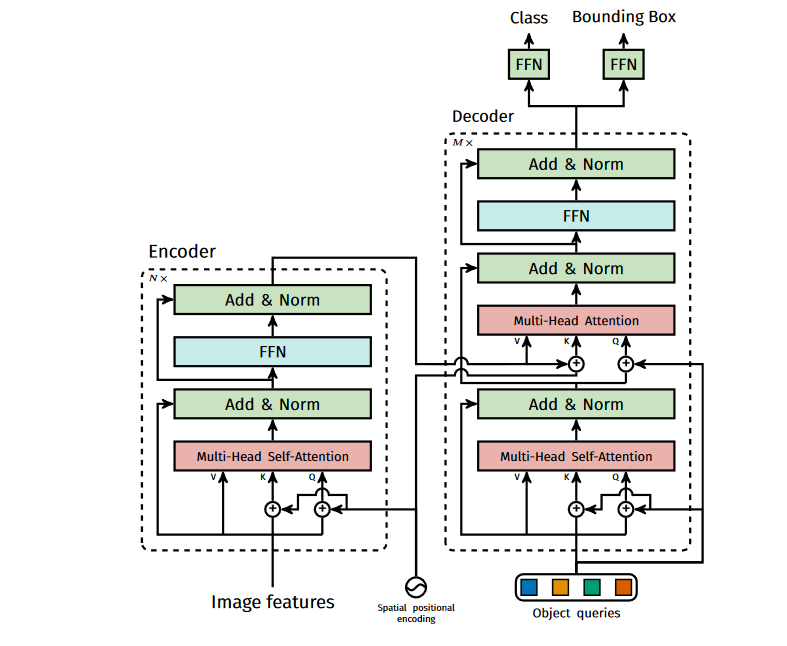 Class
Bounding Box
FFN
FFN
Decoder
M ×
Add & Norm
FFN
Add & Norm
Multi-Head Attention
V
K
Q
Add & Norm
Multi-Head Self-Attention
V
K
Q
Object queries
Encoder
N ×
Add & Norm
FFN
Add & Norm
Multi-Head Self-Attention
V
K
Q
Image features
Spatial positional
encoding